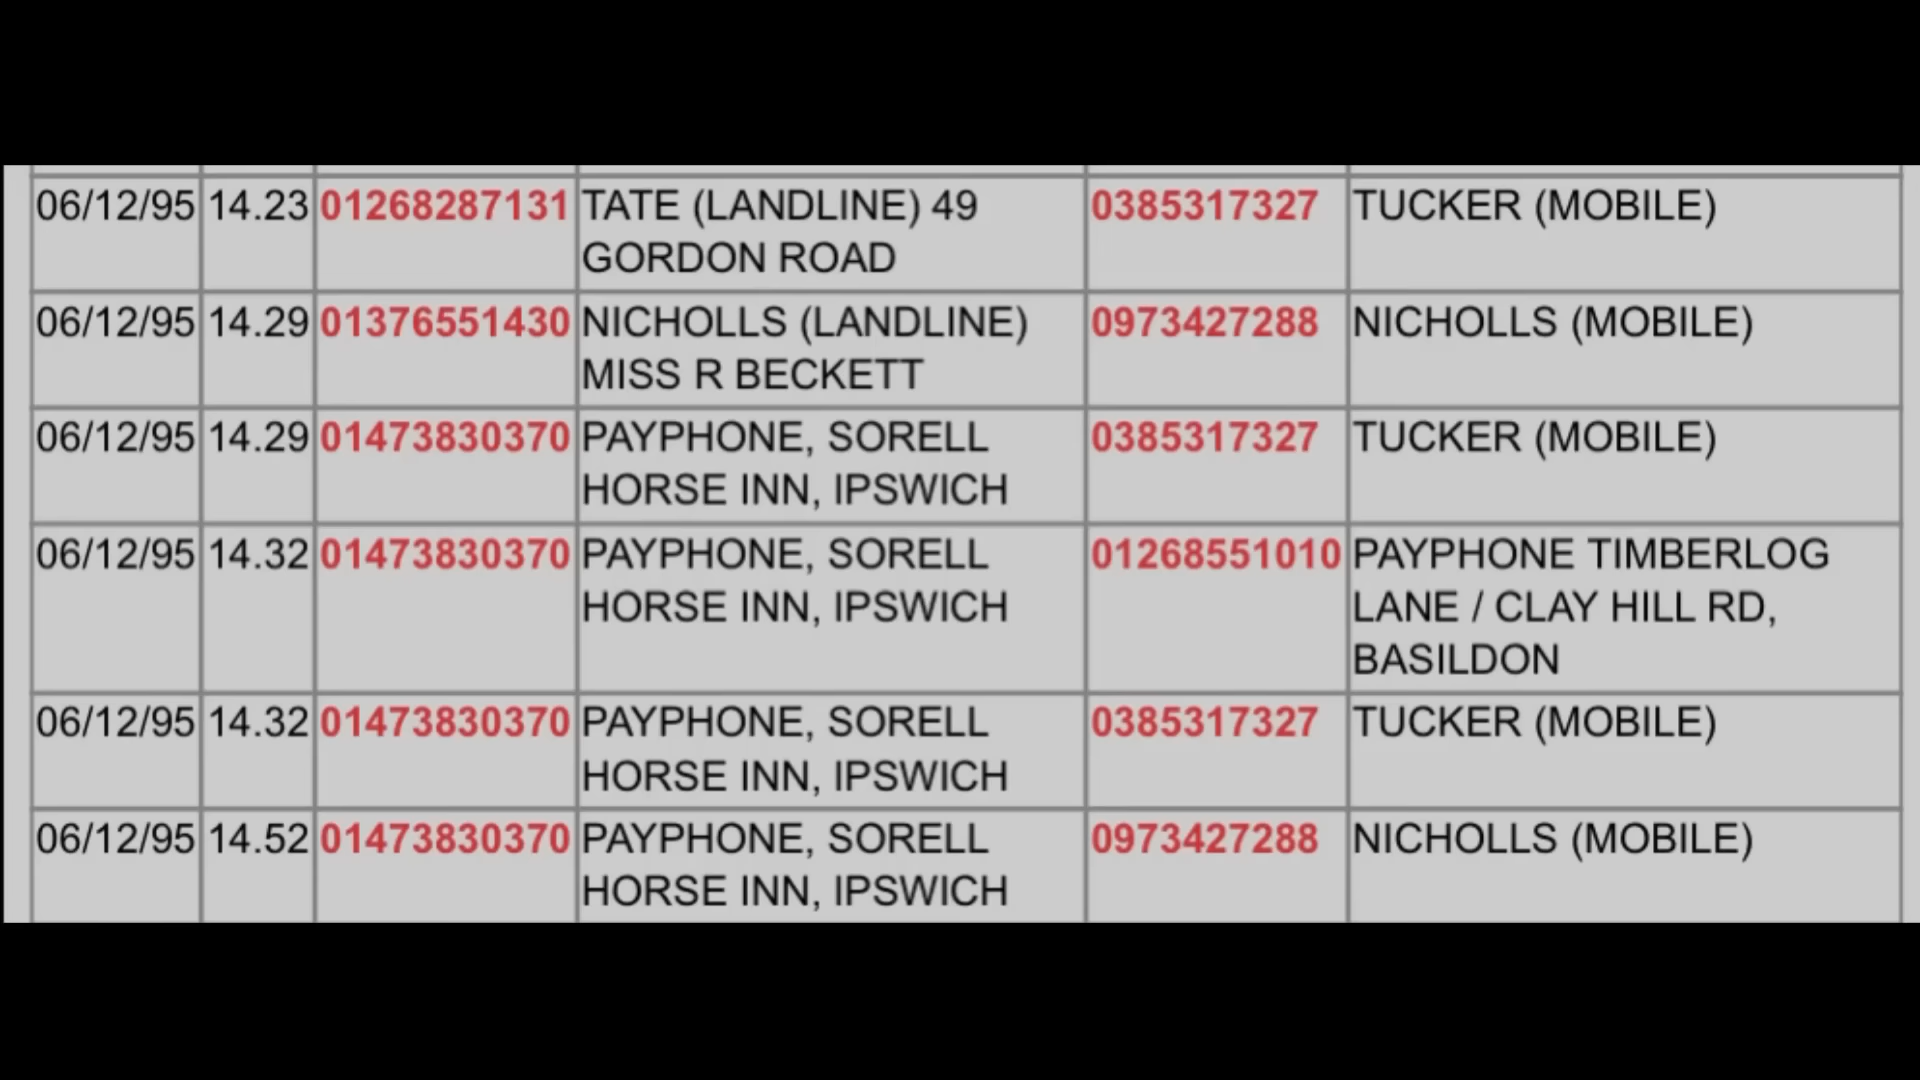 06/12/95 14.23 01268287131 TATE (LANDLINE) 49 0385317327 TUCKER (MOBILE)
GORDON ROAD
06/12/95 14.29 01376551430 NICHOLLS (LANDLINE) 0973427288 NICHOLLS (MOBILE)
MISS R BECKETT
06/12/95 14.29 01473830370 PAYPHONE, SORELL 0385317327 TUCKER (MOBILE)
HORSE INN, IPSWICH
06/12/95 14.32 01473830370 PAYPHONE, SORELL 01268551010 PAYPHONE TIMBERLOG
HORSE INN, IPSWICH LANE / CLAY HILL RD,
BASILDON
06/12/95 14.32 01473830370 PAYPHONE, SORELL 0385317327 TUCKER (MOBILE)
HORSE INN, IPSWICH
06/12/95 14.52 01473830370 PAYPHONE, SORELL 0973427288 NICHOLLS (MOBILE)
HORSE INN, IPSWICH